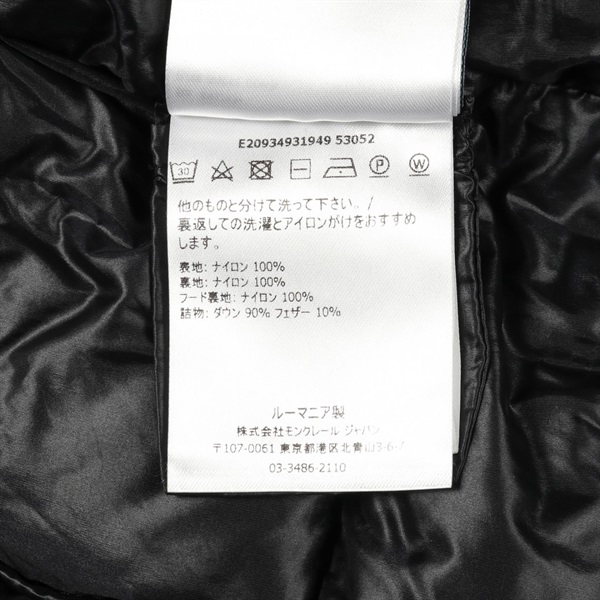 E20934931949 53052
30 P W
他のものと分けて洗って下さい。/
裏返しての洗濯とアイロンがけをおすすめ
します。
表地: ナイロン 100%
裏地: ナイロン 100%
フード裏地: ナイロン 100%
詰物: ダウン 90% フェザー 10%
ルーマニア製
株式会社モンクレール ジャパン
〒107-0061 東京都港区北青山3-6-7
03-3486-2110